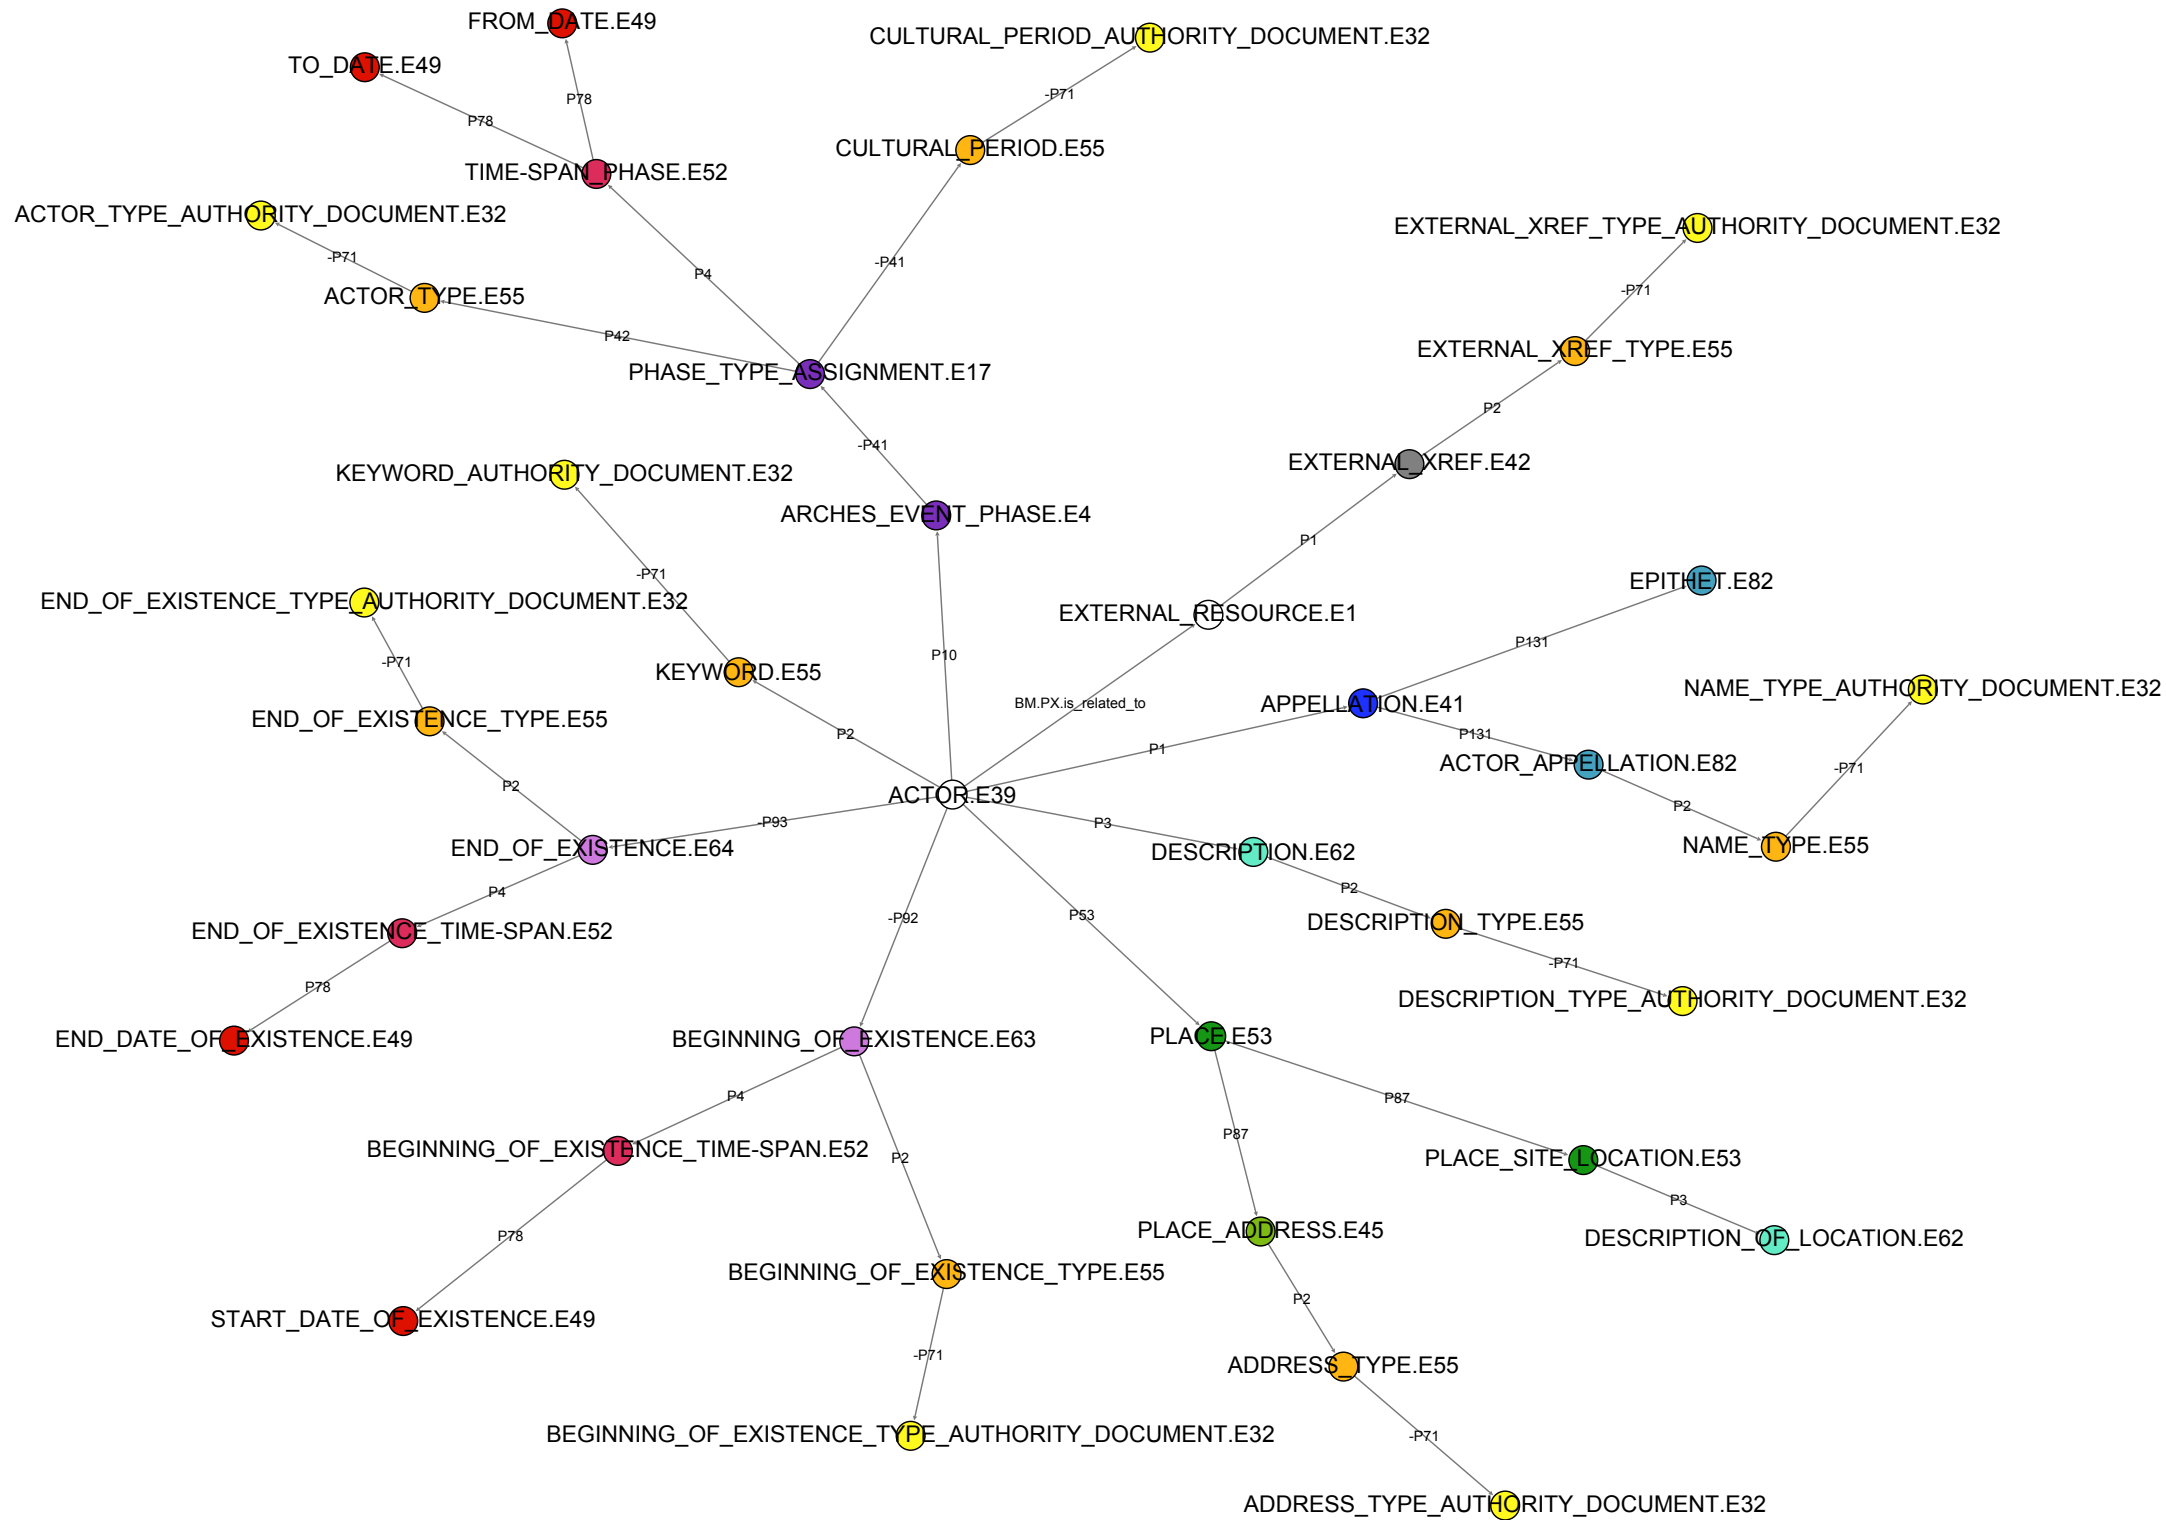 FROM_DATE.E49
CULTURAL_PERIOD_AUTHORITY_DOCUMENT.E32
TO_DATE.E49
P78
-P71
P78
CULTURAL_PERIOD.E55
TIME-SPAN_PHASE.E52
ACTOR_TYPE_AUTHORITY_DOCUMENT.E32
EXTERNAL_XREF_TYPE_AUTHORITY_DOCUMENT.E32
-P71
-P41
P4
-P71
ACTOR_TYPE.E55
P42
EXTERNAL_XREF_TYPE.E55
PHASE_TYPE_ASSIGNMENT.E17
P2
-P41
EXTERNAL_XREF.E42
KEYWORD_AUTHORITY_DOCUMENT.E32
ARCHES_EVENT_PHASE.E4
P1
-P71
EPITHET.E82
END_OF_EXISTENCE_TYPE_AUTHORITY_DOCUMENT.E32
EXTERNAL_RESOURCE.E1
P131
P10
-P71
KEYWORD.E55
NAME_TYPE_AUTHORITY_DOCUMENT.E32
BM.PX.is_related_to
APPELLATION.E41
END_OF_EXISTENCE_TYPE.E55
P2
P131
P1
ACTOR_APPELLATION.E82
-P71
P2
ACTOR.E39
P2
-P93
P3
NAME_TYPE.E55
END_OF_EXISTENCE.E64
DESCRIPTION.E62
P4
P2
-P92
P53
DESCRIPTION_TYPE.E55
END_OF_EXISTENCE_TIME-SPAN.E52
-P71
P78
DESCRIPTION_TYPE_AUTHORITY_DOCUMENT.E32
END_DATE_OF_EXISTENCE.E49
BEGINNING_OF_EXISTENCE.E63
PLACE.E53
P4
P87
P87
BEGINNING_OF_EXISTENCE_TIME-SPAN.E52
P2
PLACE_SITE_LOCATION.E53
P3
P78
PLACE_ADDRESS.E45
DESCRIPTION_OF_LOCATION.E62
BEGINNING_OF_EXISTENCE_TYPE.E55
P2
START_DATE_OF_EXISTENCE.E49
-P71
ADDRESS_TYPE.E55
BEGINNING_OF_EXISTENCE_TYPE_AUTHORITY_DOCUMENT.E32
-P71
ADDRESS_TYPE_AUTHORITY_DOCUMENT.E32